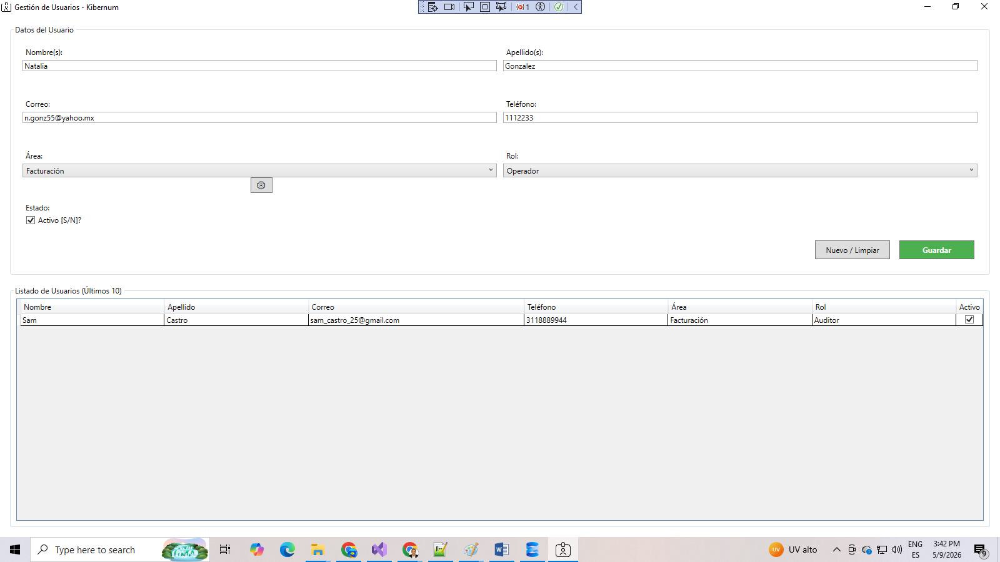 Gestión de Usuarios - Kibernum
1
Datos del Usuario
Nombre(s):
Apellido(s):
Natalia
Gonzalez
Correo:
Teléfono:
n.gonz55@yahoo.mx
1112233
Área:
Rol:
Facturación
Operador
Estado:
Activo [S/N]?
Nuevo / Limpiar
Guardar
Listado de Usuarios (Últimos 10)
Nombre Apellido Correo Teléfono Área Rol Activo
Sam Castro sam_castro_25@gmail.com 3118889944 Facturación Auditor
Type here to search
UV
UV alto
ENG
ES
3:42 PM
5/9/2026
9